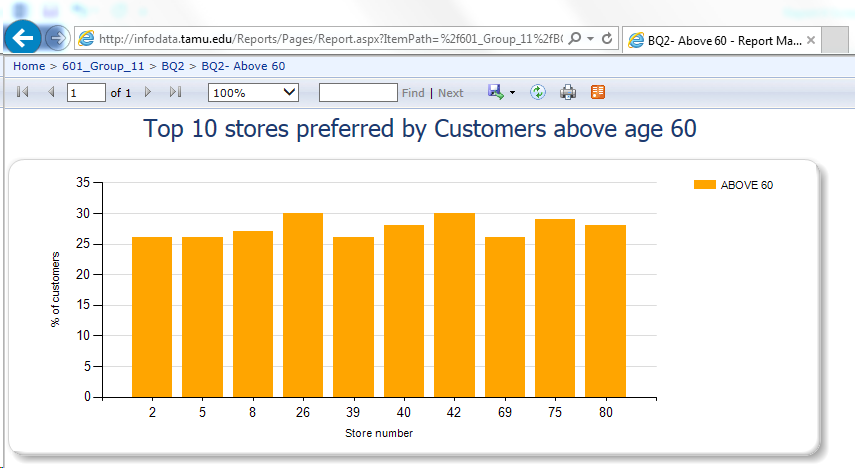 http://infodata.tamu.edu/Reports/Pages/Report.aspx?ItemPath=%2f601_Group_11%2fBQ
BQ2- Above 60 - Report Ma...
Home > 601_Group_11 > BQ2 > BQ2- Above 60
1 of 1 100% Find | Next
Top 10 stores preferred by Customers above age 60
ABOVE 60
% of customers
35
30
25
20
15
10
5
0
2 5 8 26 39 40 42 69 75 80
Store number